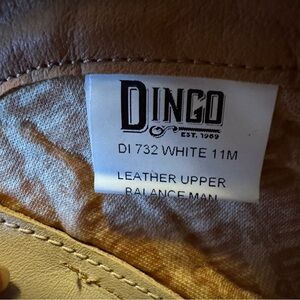 DINGO
EST. 1969
DI 732 WHITE 11M
LEATHER UPPER
BALANCE MAN